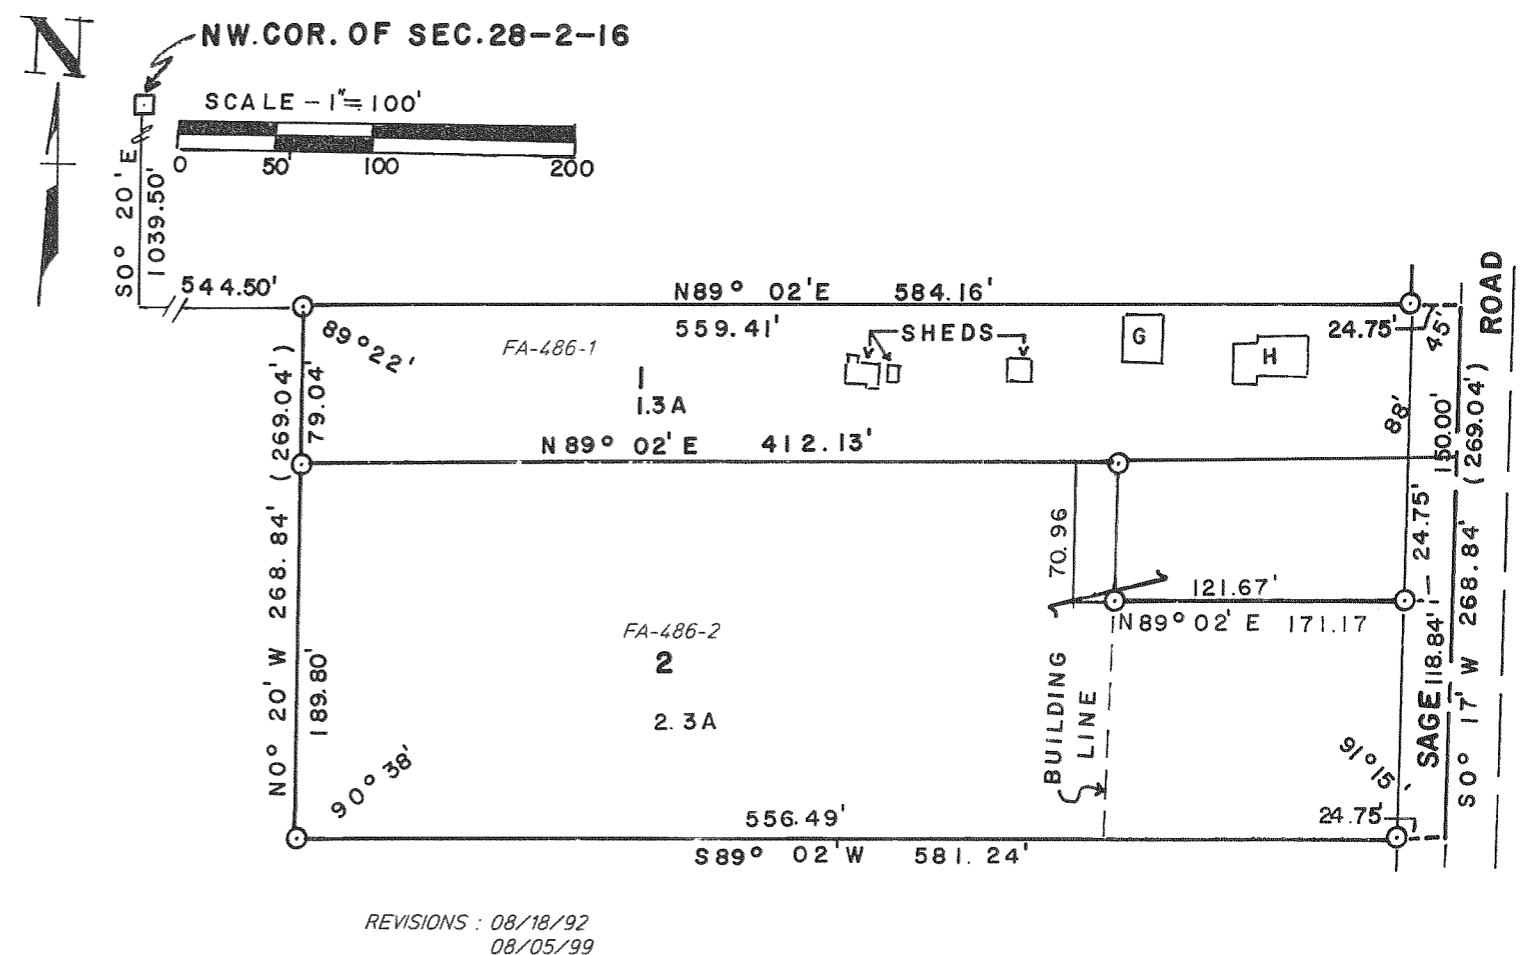 N
NW.COR. OF SEC.28-2-16
SCALE - 1"= 100'
0 50 100 200
S0° 20' E
1039.50'
544.50'
N89° 02'E 584.16'
559.41'
89°22'
FA-486-1
1
1.3A
SHEDS
G
H
24.75'
45'
ROAD
(269.04')
79.04'
88'
150.00'
(269.04')
N 89° 02' E 412.13'
70.96
24.75'
121.67'
N89° 02' E 171.17
N0° 20' W 268.84'
189.80'
FA-486-2
2
2.3A
BUILDING
LINE
SAGE
118.84'
S0° 17' W 268.84'
90° 38'
91°15'
24.75'
556.49'
S89° 02'W 581.24'
REVISIONS : 08/18/92
08/05/99